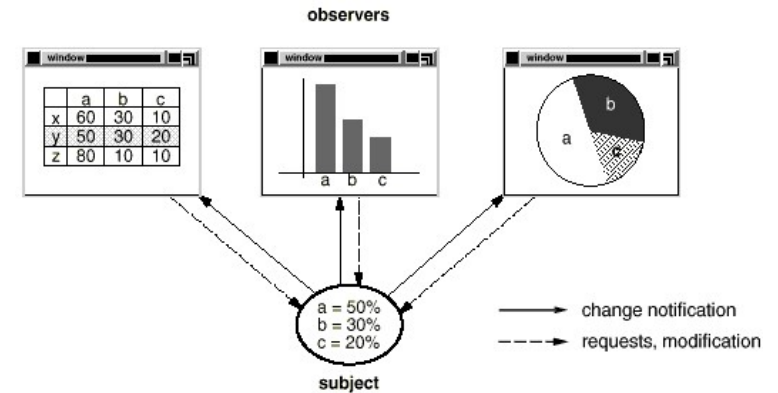 observers
window
window
window
a b c
x 60 30 10
y 50 30 20
z 80 10 10
a b c
a
b
c
a = 50%
b = 30%
c = 20%
subject
change notification
requests, modification